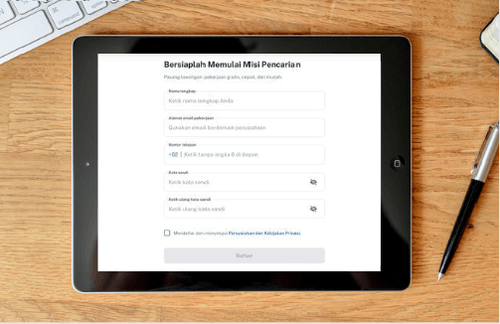 Bersiaplah Memulai Misi Pencarian
Pasang lowongan pekerjaan gratis, cepat, dan mudah.
Nama lengkap
Ketik nama lengkap Anda
Alamat email pekerjaan
Gunakan email berdomain perusahaan
Nomor telepon
+62 | Ketik tanpa angka 0 di depan
Kata sandi
Ketik kata sandi
Ketik ulang kata sandi
Ketik ulang kata sandi
Mendaftar dan menyetujui Persyaratan dan Kebijakan Privasi.
Daftar